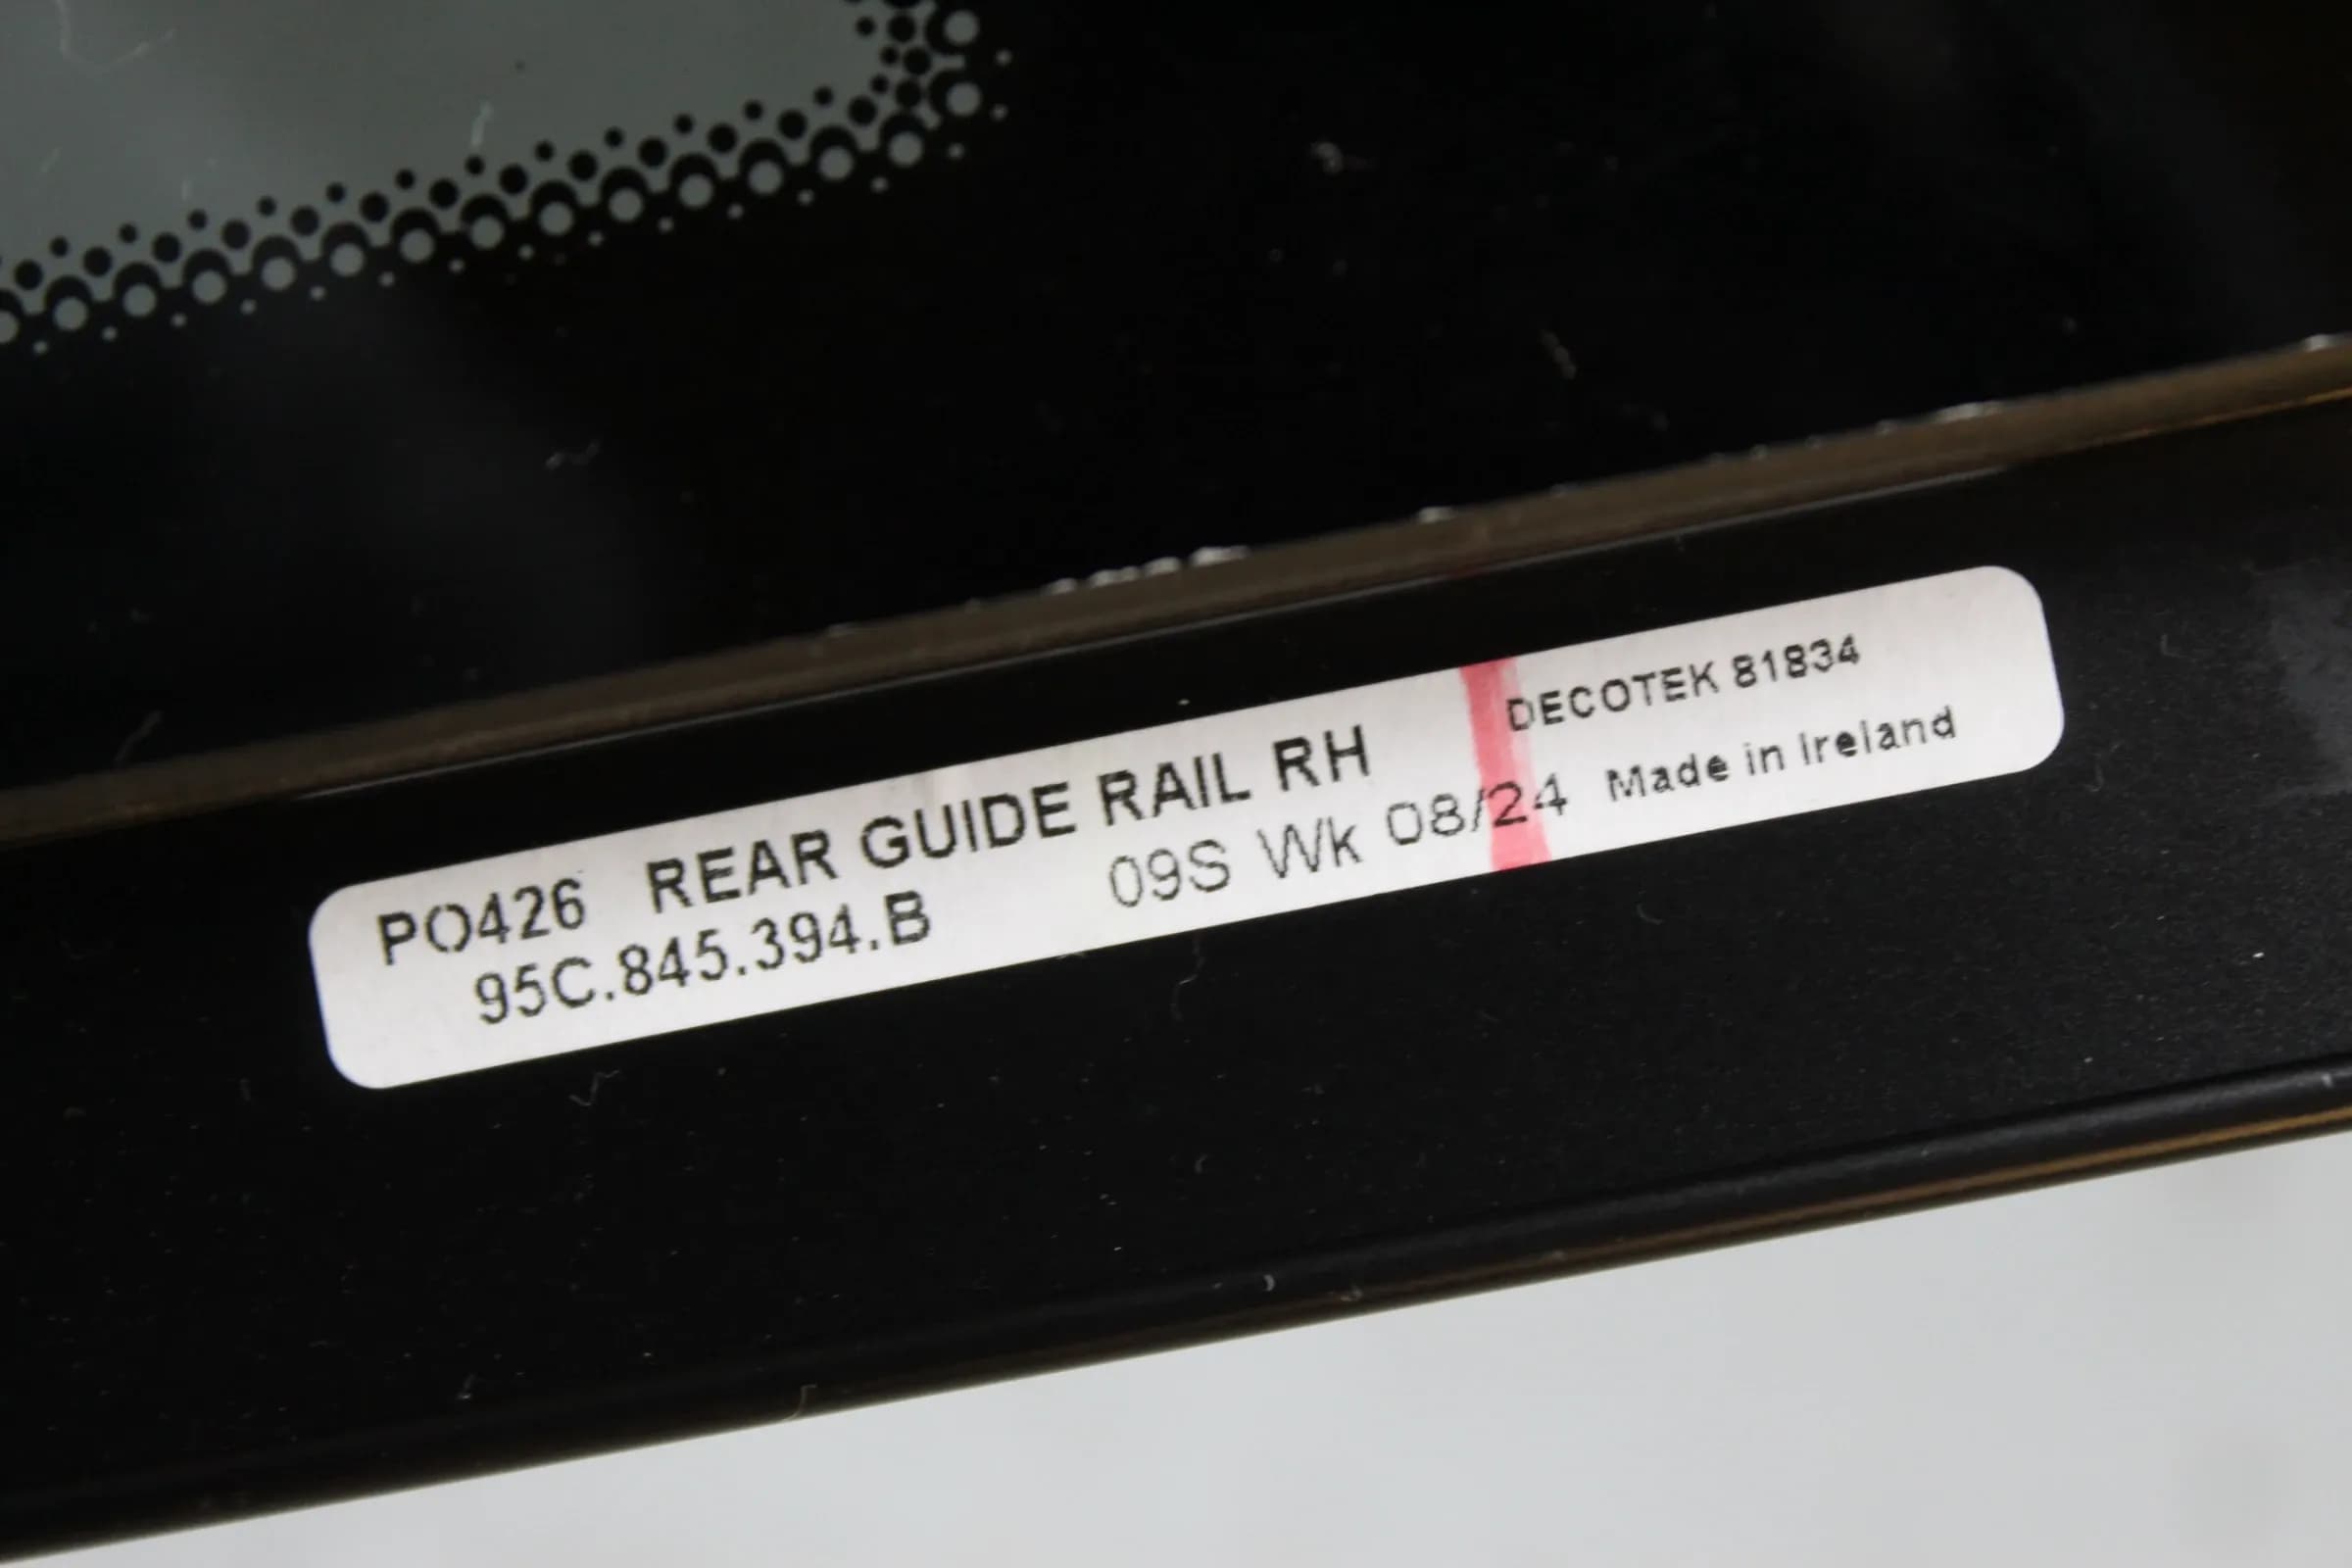 PO426 REAR GUIDE RAIL RH
95C.845.394.B 09S Wk 08/24
DECOTEK 81834
Made in Ireland